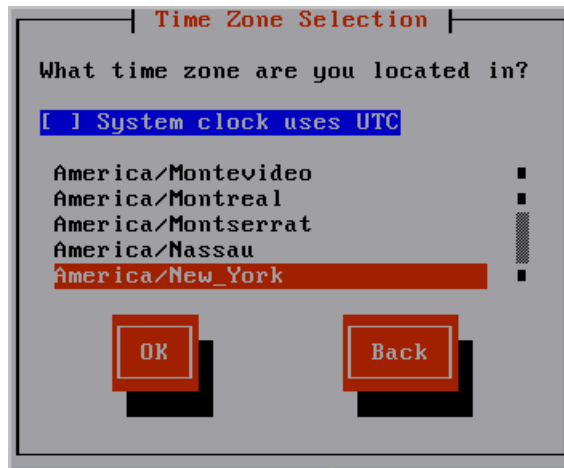 Time Zone Selection
What time zone are you located in?
[ ] System clock uses UTC
America/Montevideo
America/Montreal
America/Montserrat
America/Nassau
America/New_York
OK Back